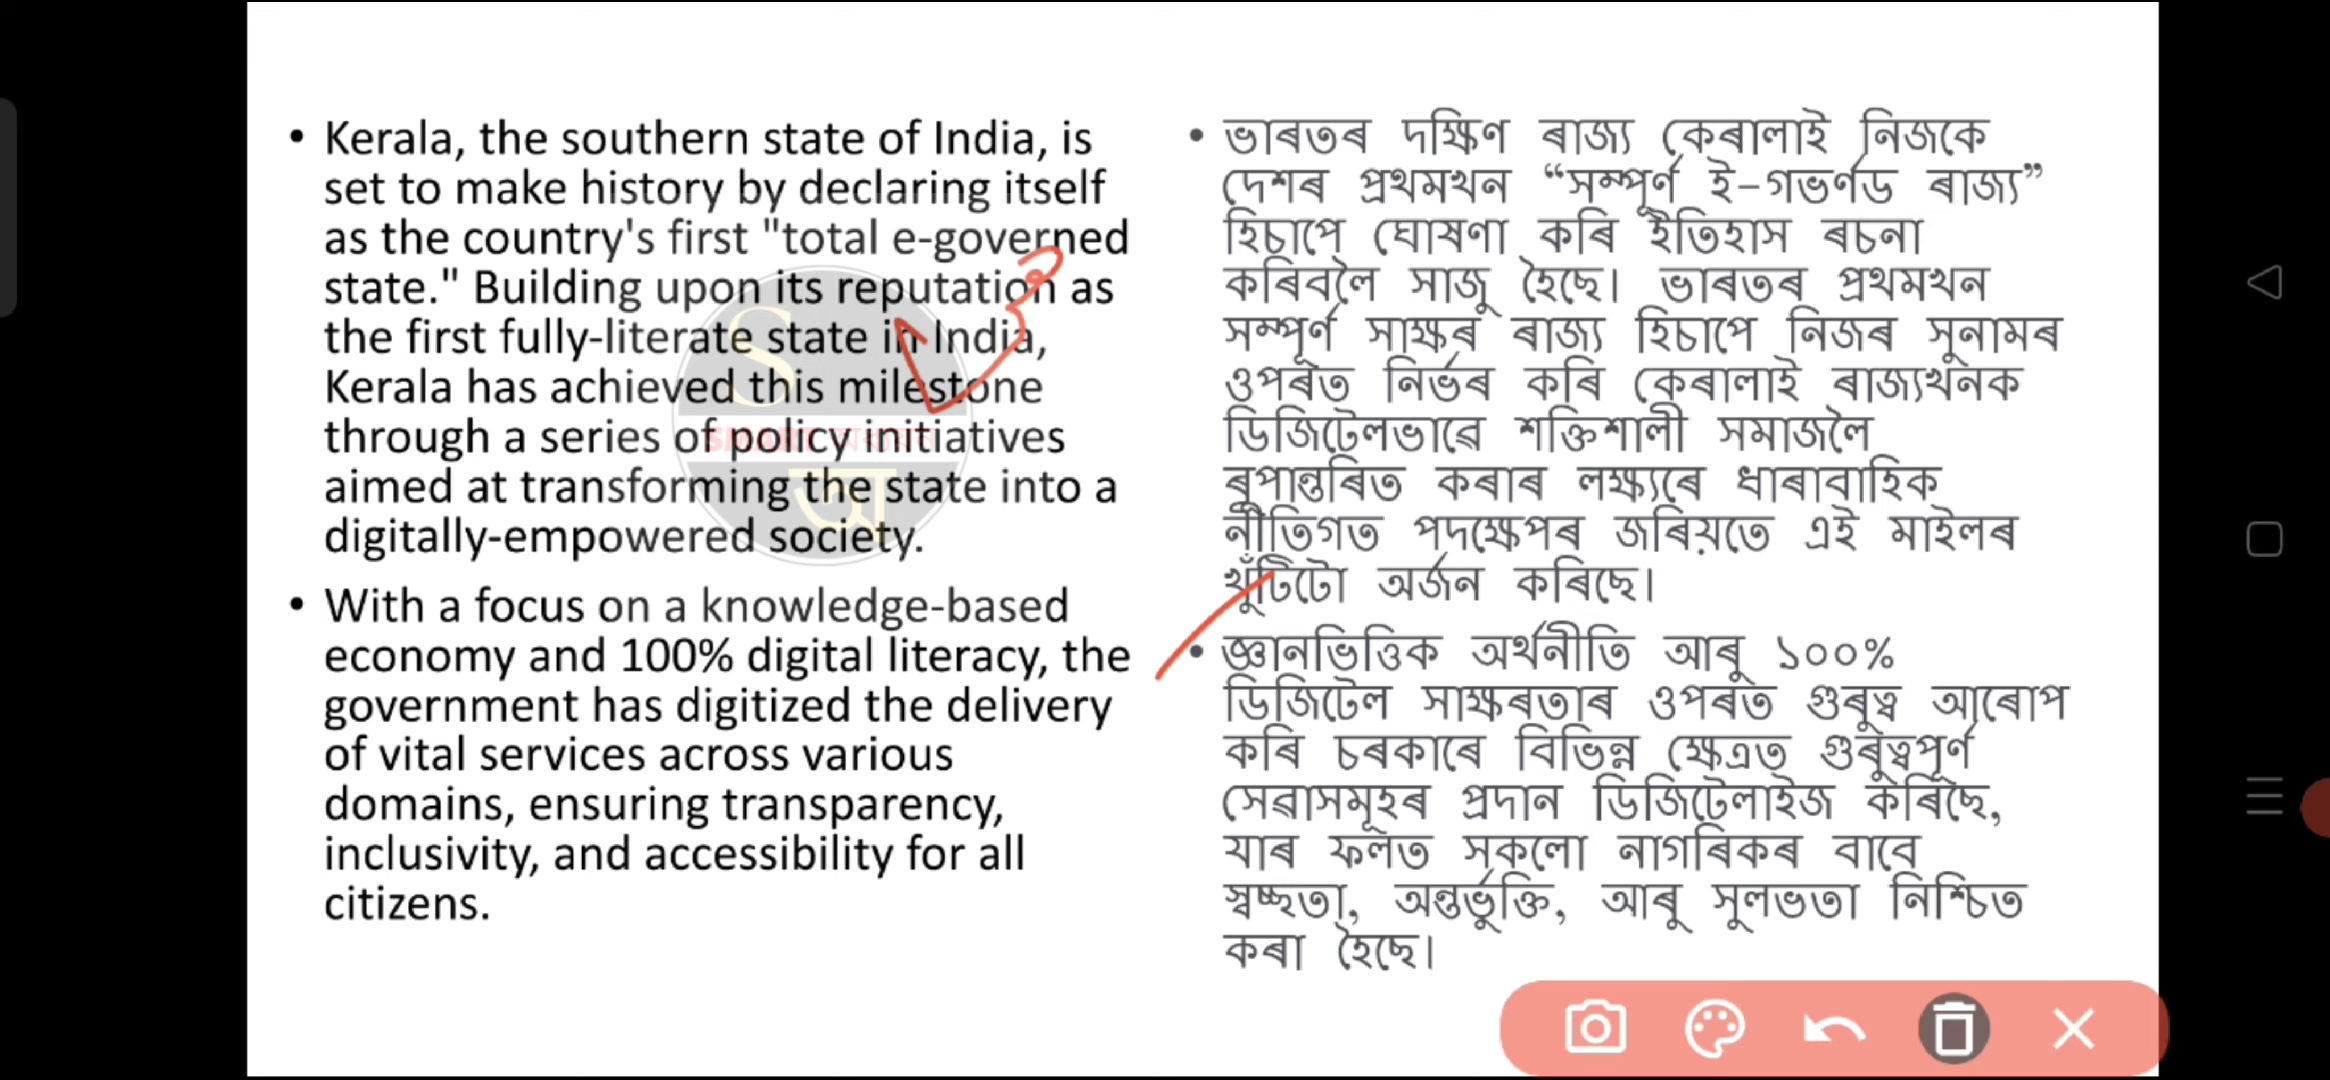 • Kerala, the southern state of India, is
set to make history by declaring itself
as the country's first "total e-governed
state." Building upon its reputation as
the first fully-literate state in India,
Kerala has achieved this milestone
through a series of policy initiatives
aimed at transforming the state into a
digitally-empowered society.
• With a focus on a knowledge-based
economy and 100% digital literacy, the
government has digitized the delivery
of vital services across various
domains, ensuring transparency,
inclusivity, and accessibility for all
citizens.
• ভাৰতৰ দক্ষিণ ৰাজ্য কেৰালাই নিজকে
দেশৰ প্ৰথমখন “সম্পূৰ্ণ ই-গভৰ্ণড ৰাজ্য”
হিচাপে ঘোষণা কৰি ইতিহাস ৰচনা
কৰিবলৈ সাজু হৈছে। ভাৰতৰ প্ৰথমখন
সম্পূৰ্ণ সাক্ষৰ ৰাজ্য হিচাপে নিজৰ সুনামৰ
ওপৰত নিৰ্ভৰ কৰি কেৰালাই ৰাজ্যখনক
ডিজিটেলভাৱে শক্তিশালী সমাজলৈ
ৰূপান্তৰিত কৰাৰ লক্ষ্যৰে ধাৰাবাহিক
নীতিগত পদক্ষেপৰ জৰিয়তে এই মাইলৰ
খুঁটিটো অৰ্জন কৰিছে।
• জ্ঞানভিত্তিক অৰ্থনীতি আৰু ১০০%
ডিজিটেল সাক্ষৰতাৰ ওপৰত গুৰুত্ব আৰোপ
কৰি চৰকাৰে বিভিন্ন ক্ষেত্ৰত গুৰুত্বপূৰ্ণ
সেৱাসমূহৰ প্ৰদান ডিজিটেলাইজ কৰিছে,
যাৰ ফলত সকলো নাগৰিকৰ বাবে
স্বচ্ছতা, অন্তৰ্ভুক্তি, আৰু সুলভতা নিশ্চিত
কৰা হৈছে।
S
SMART
অ